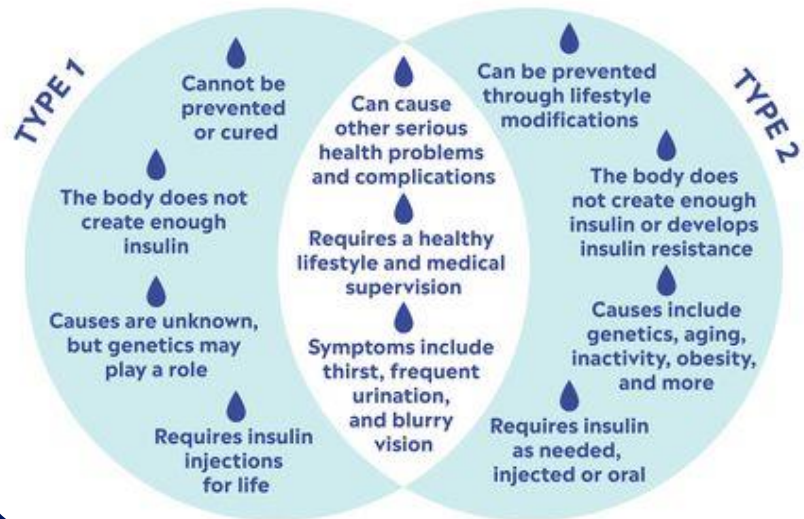 TYPE 1
Cannot be
prevented
or cured
The body does not
create enough
insulin
Causes are unknown,
but genetics may
play a role
Requires insulin
injections
for life
Can cause
other serious
health problems
and complications
Requires a healthy
lifestyle and medical
supervision
Symptoms include
thirst, frequent
urination,
and blurry
vision
TYPE 2
Can be prevented
through lifestyle
modifications
The body does
not create enough
insulin or develops
insulin resistance
Causes include
genetics, aging,
inactivity, obesity,
and more
Requires insulin
as needed,
injected or oral